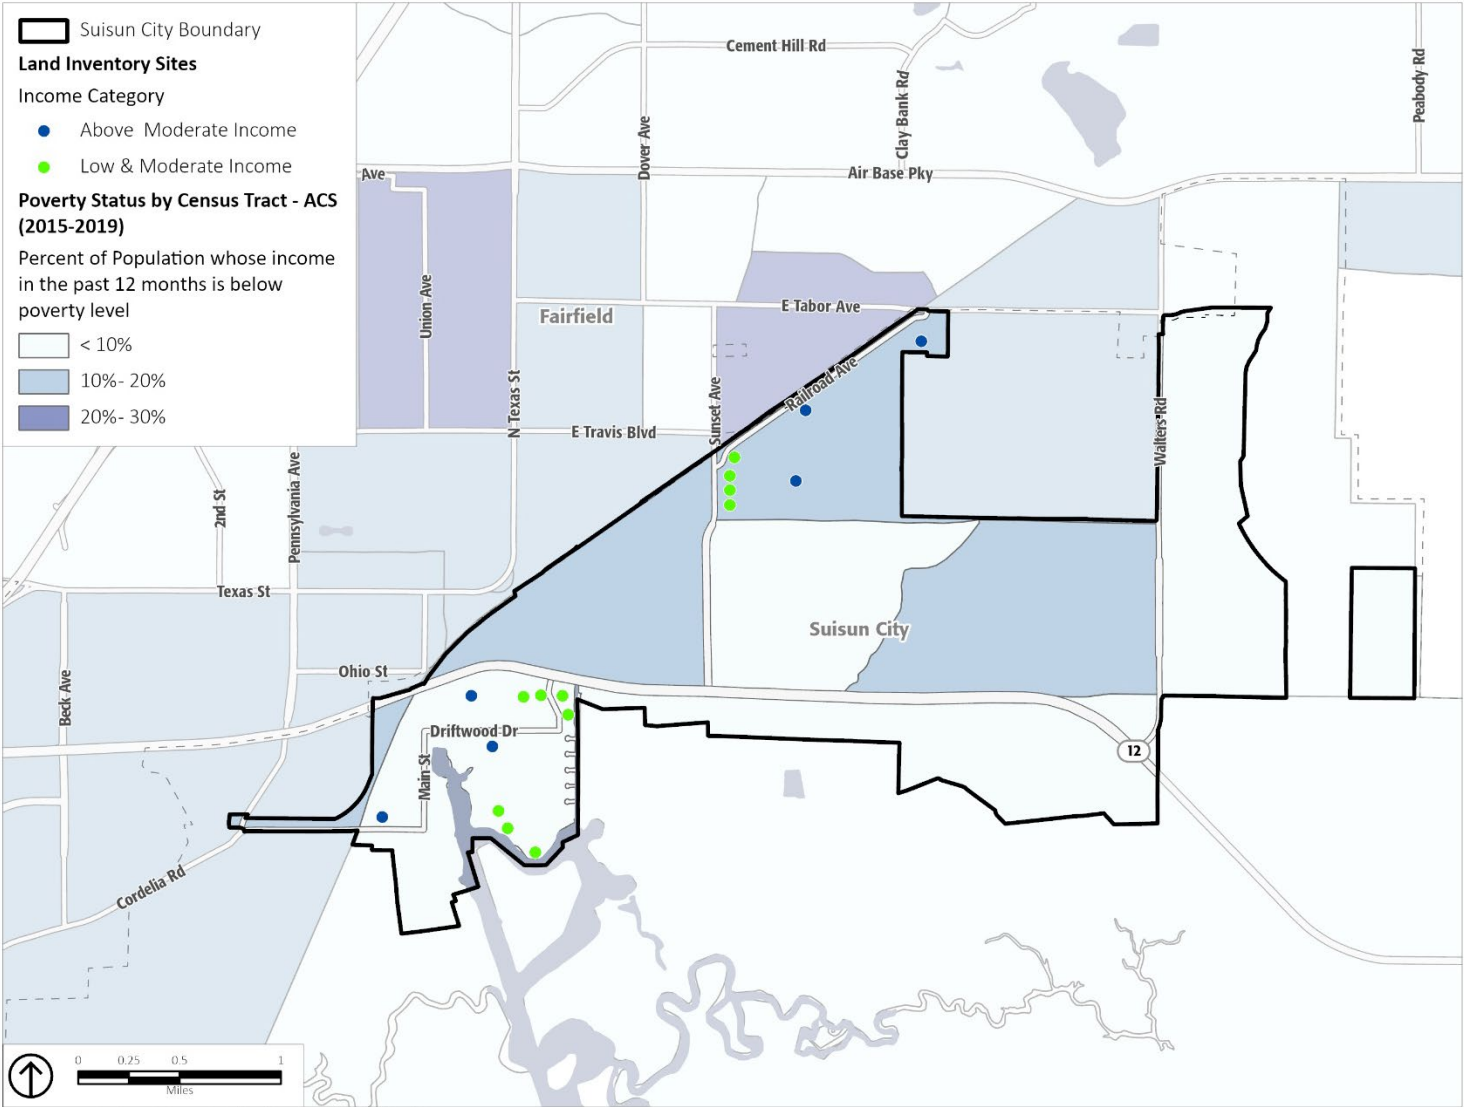 Suisun City Boundary
Land Inventory Sites
Income Category
Above Moderate Income
Low & Moderate Income
Poverty Status by Census Tract - ACS
(2015-2019)
Percent of Population whose income
in the past 12 months is below
poverty level
< 10%
10%- 20%
20%- 30%
Cement Hill Rd
Peabody Rd
Clay Bank Rd
Dover Ave
Ave
Air Base Pky
Union Ave
E Tabor Ave
Fairfield
N Texas St
Sunset Ave
Railroad Ave
Walters Rd
E Travis Blvd
2nd St
Pennsylvania Ave
Texas St
Suisun City
Ohio St
Beck Ave
Driftwood Dr
Main St
12
Cordelia Rd
0 0.25 0.5 1
Miles